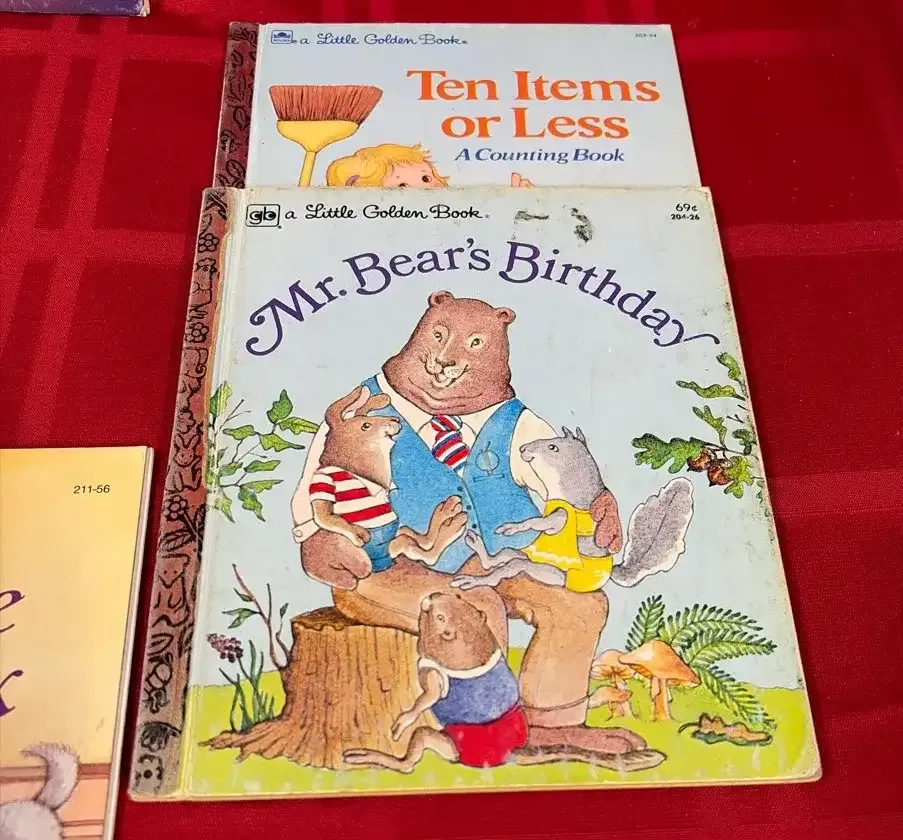 a Little Golden Book®
203-54
Ten Items
or Less
A Counting Book
gb a Little Golden Book®
69¢
204-26
Mr. Bear's Birthday
211-56